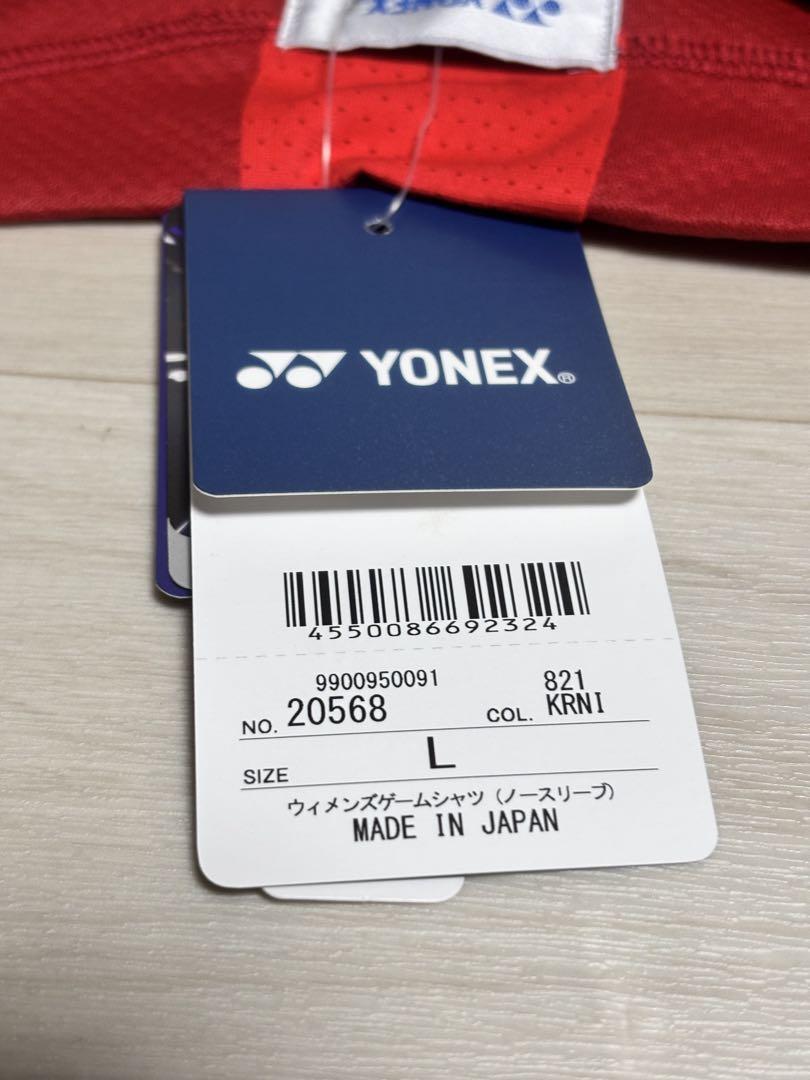 YONEX
YONEX®
4550086692324
9900950091 821
NO. 20568 COL. KRNI
SIZE L
ウィメンズゲームシャツ（ノースリーブ）
MADE IN JAPAN